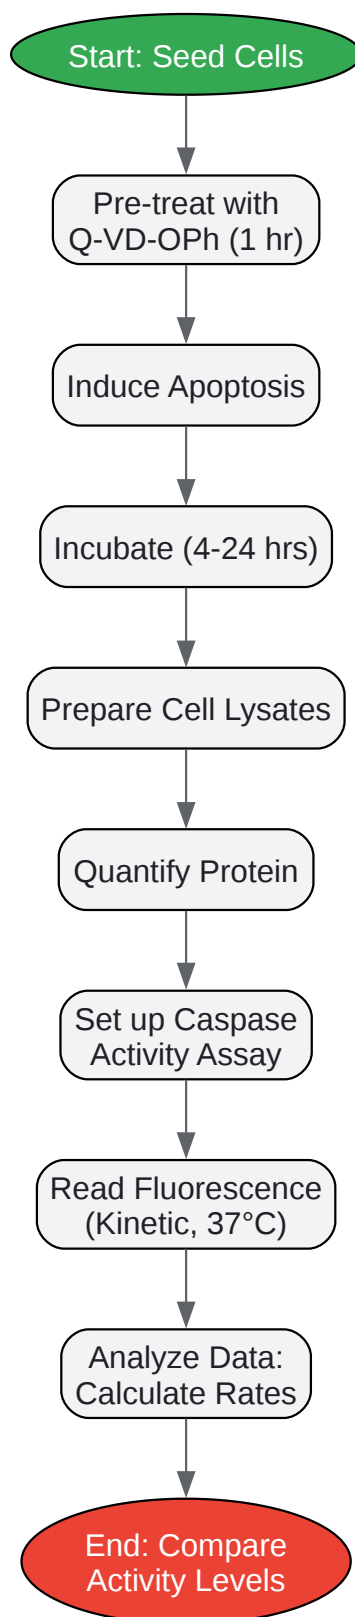 Start: Seed Cells
Pre-treat with
Q-VD-OPh (1 hr)
Induce Apoptosis
Incubate (4-24 hrs)
Prepare Cell Lysates
Quantify Protein
Set up Caspase
Activity Assay
Read Fluorescence
(Kinetic, 37°C)
Analyze Data:
Calculate Rates
End: Compare
Activity Levels